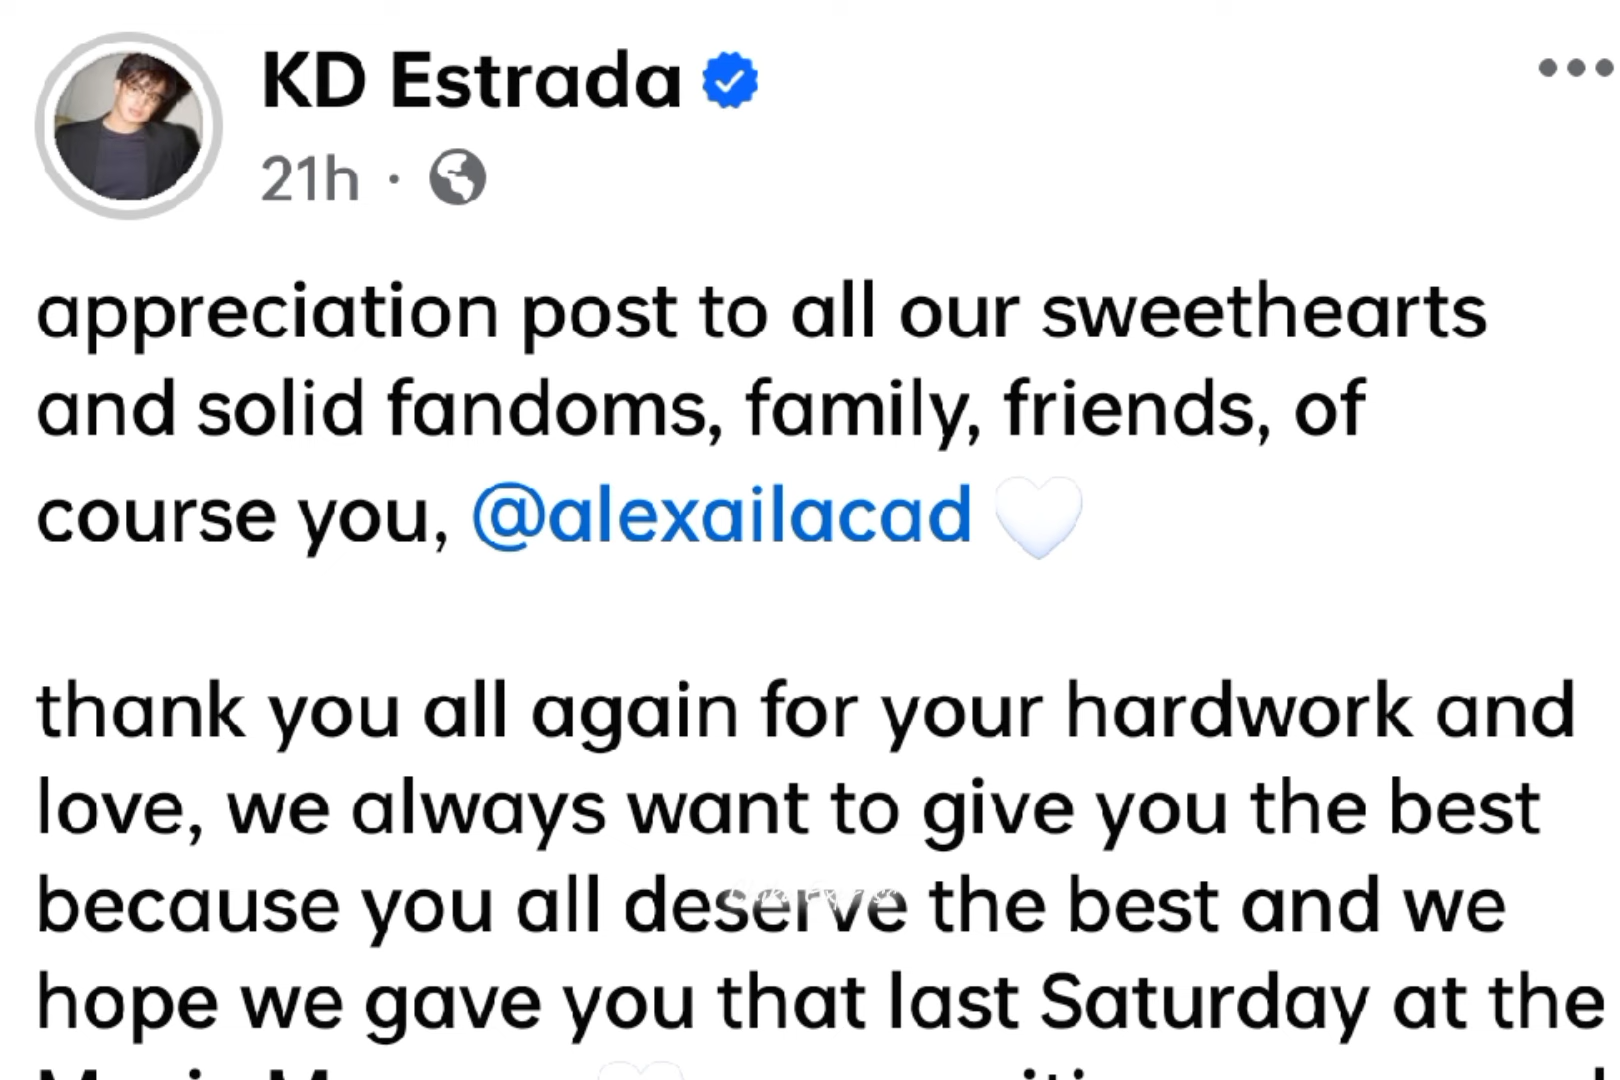 KD Estrada
21h ·
appreciation post to all our sweethearts
and solid fandoms, family, friends, of
course you, @alexailacad 🤍
thank you all again for your hardwork and
love, we always want to give you the best
because you all deserve the best and we
hope we gave you that last Saturday at the